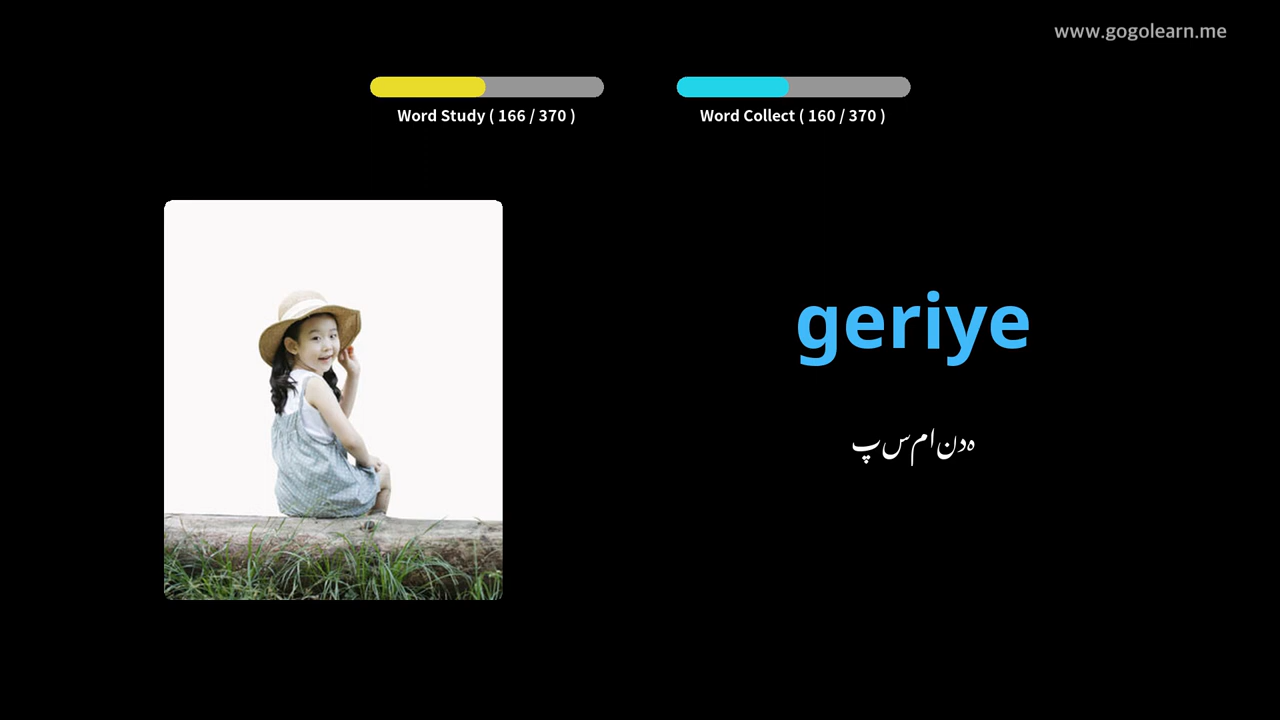 www.gogolearn.me
Word Study ( 166 / 370 )
Word Collect ( 160 / 370 )
geriye
پسماندہ